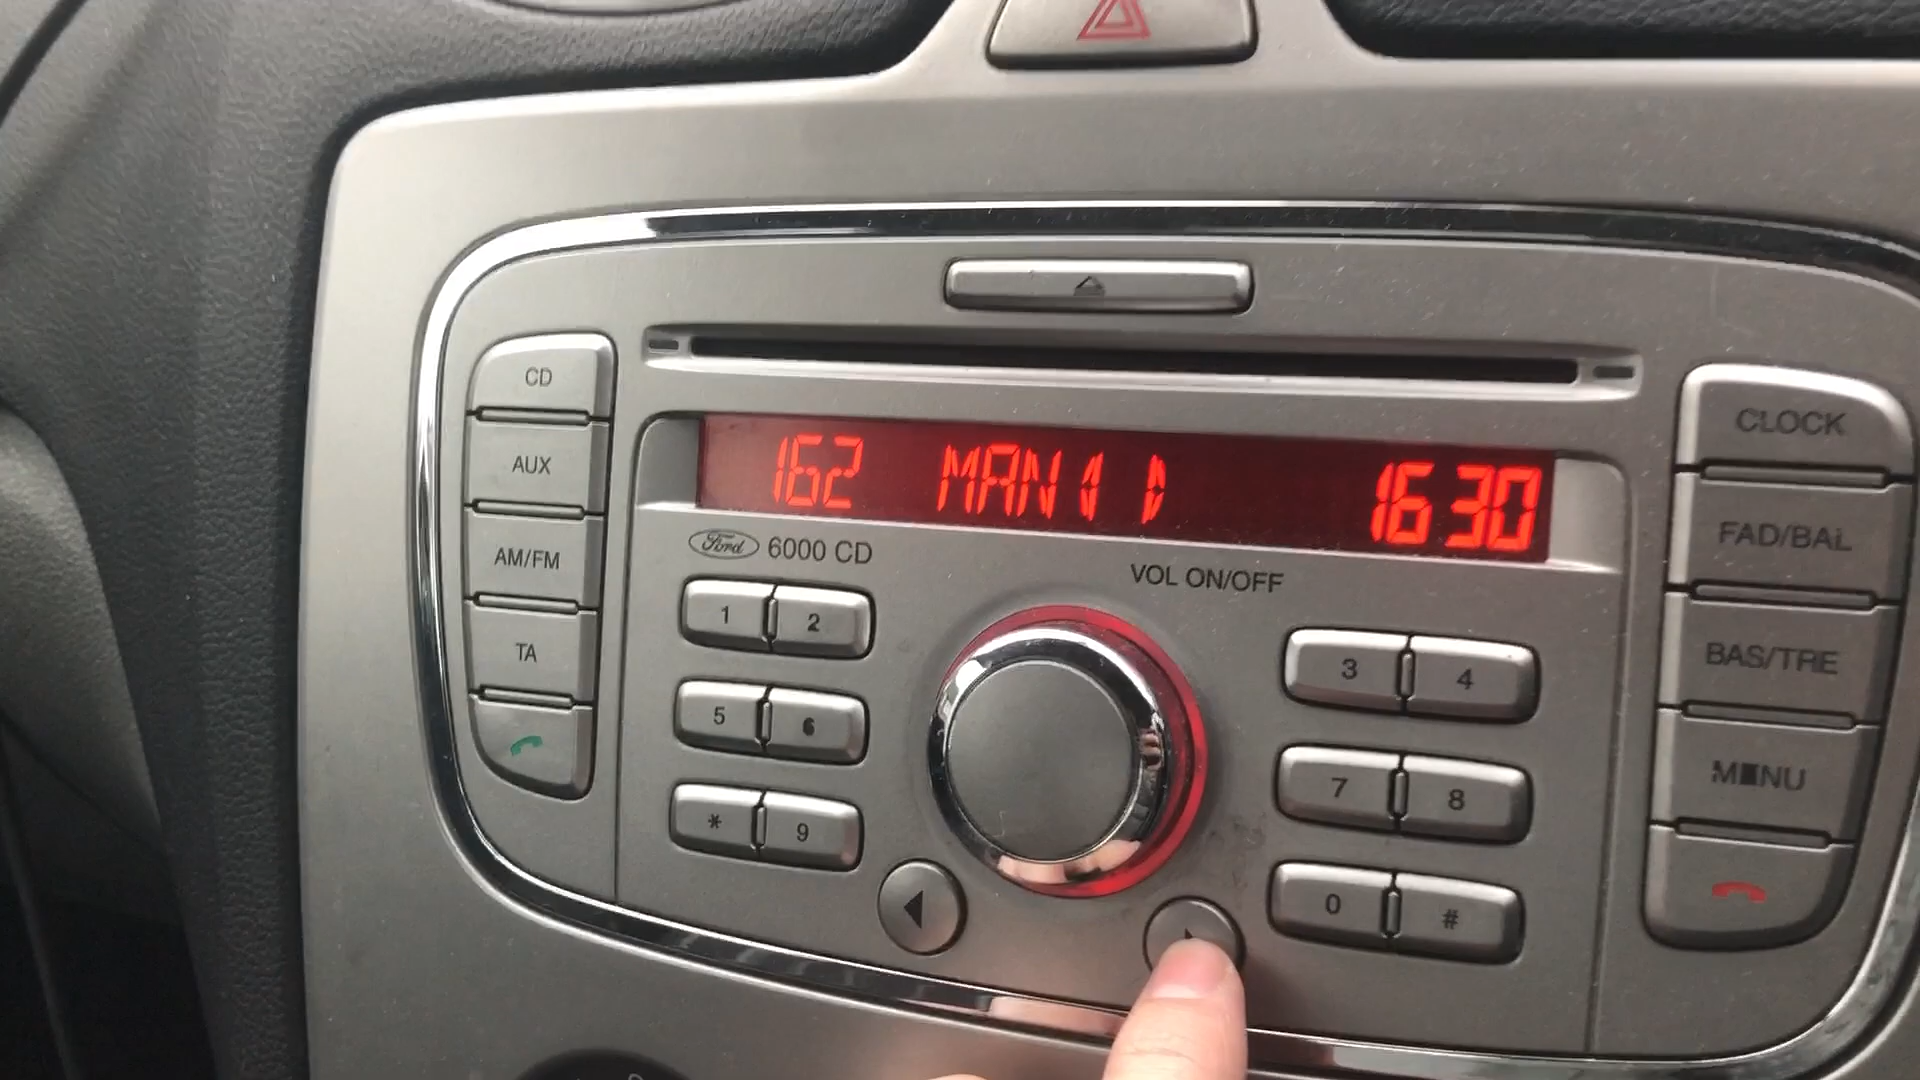 CD
AUX
AM/FM
TA
162 MAN 1630
Ford 6000 CD
VOL ON/OFF
1 2
3 4
5 6
7 8
* 9
0 #
CLOCK
FAD/BAL
BAS/TRE
MENU